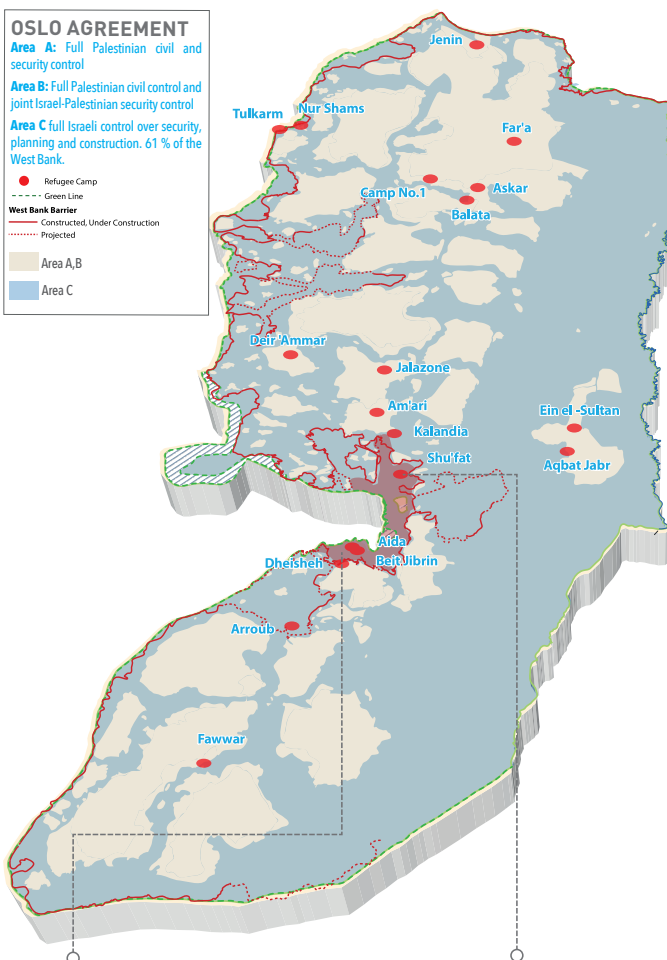 OSLO AGREEMENT
Area A: Full Palestinian civil and
security control
Area B: Full Palestinian civil control and
joint Israel-Palestinian security control
Area C full Israeli control over security,
planning and construction. 61 % of the
West Bank.
Refugee Camp
Green Line
West Bank Barrier
Constructed, Under Construction
Projected
Area A,B
Area C
Jenin
Tulkarm
Nur Shams
Far'a
Camp No.1
Askar
Balata
Deir 'Ammar
Jalazone
Am'ari
Ein el -Sultan
Kalandia
Shu'fat
Aqbat Jabr
Aida
Dheisheh
Beit Jibrin
Arroub
Fawwar